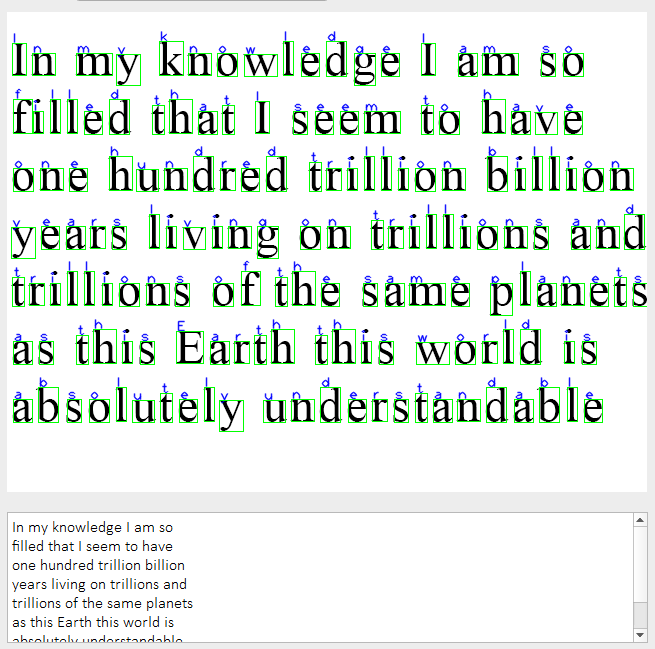 In my knowledge I am so
filled that I seem to have
one hundred trillion billion
years living on trillions and
trillions of the same planets
as this Earth this world is
absolutely understandable
In my knowledge I am so
filled that I seem to have
one hundred trillion billion
years living on trillions and
trillions of the same planets
as this Earth this world is
absolutely understandable